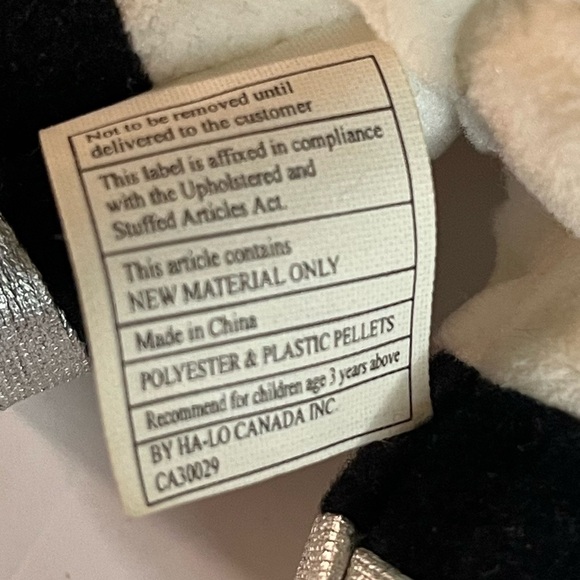 Not to be removed until
delivered to the customer
This label is affixed in compliance
with the Upholstered and
Stuffed Articles Act.
This article contains
NEW MATERIAL ONLY
Made in China
POLYESTER & PLASTIC PELLETS
Recommend for children age 3 years above
BY HA-LO CANADA INC.
CA30029